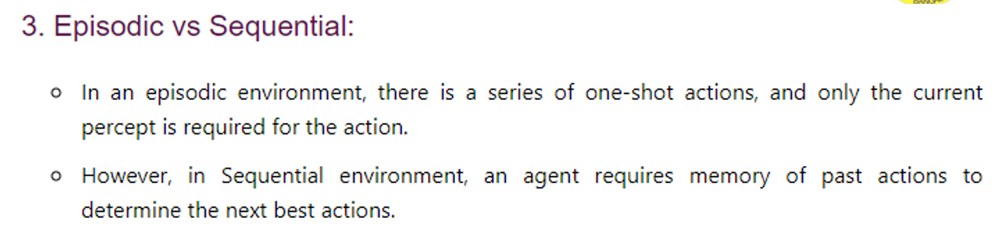 3. Episodic vs Sequential:
In an episodic environment, there is a series of one-shot actions, and only the current
percept is required for the action.
However, in Sequential environment, an agent requires memory of past actions to
determine the next best actions.